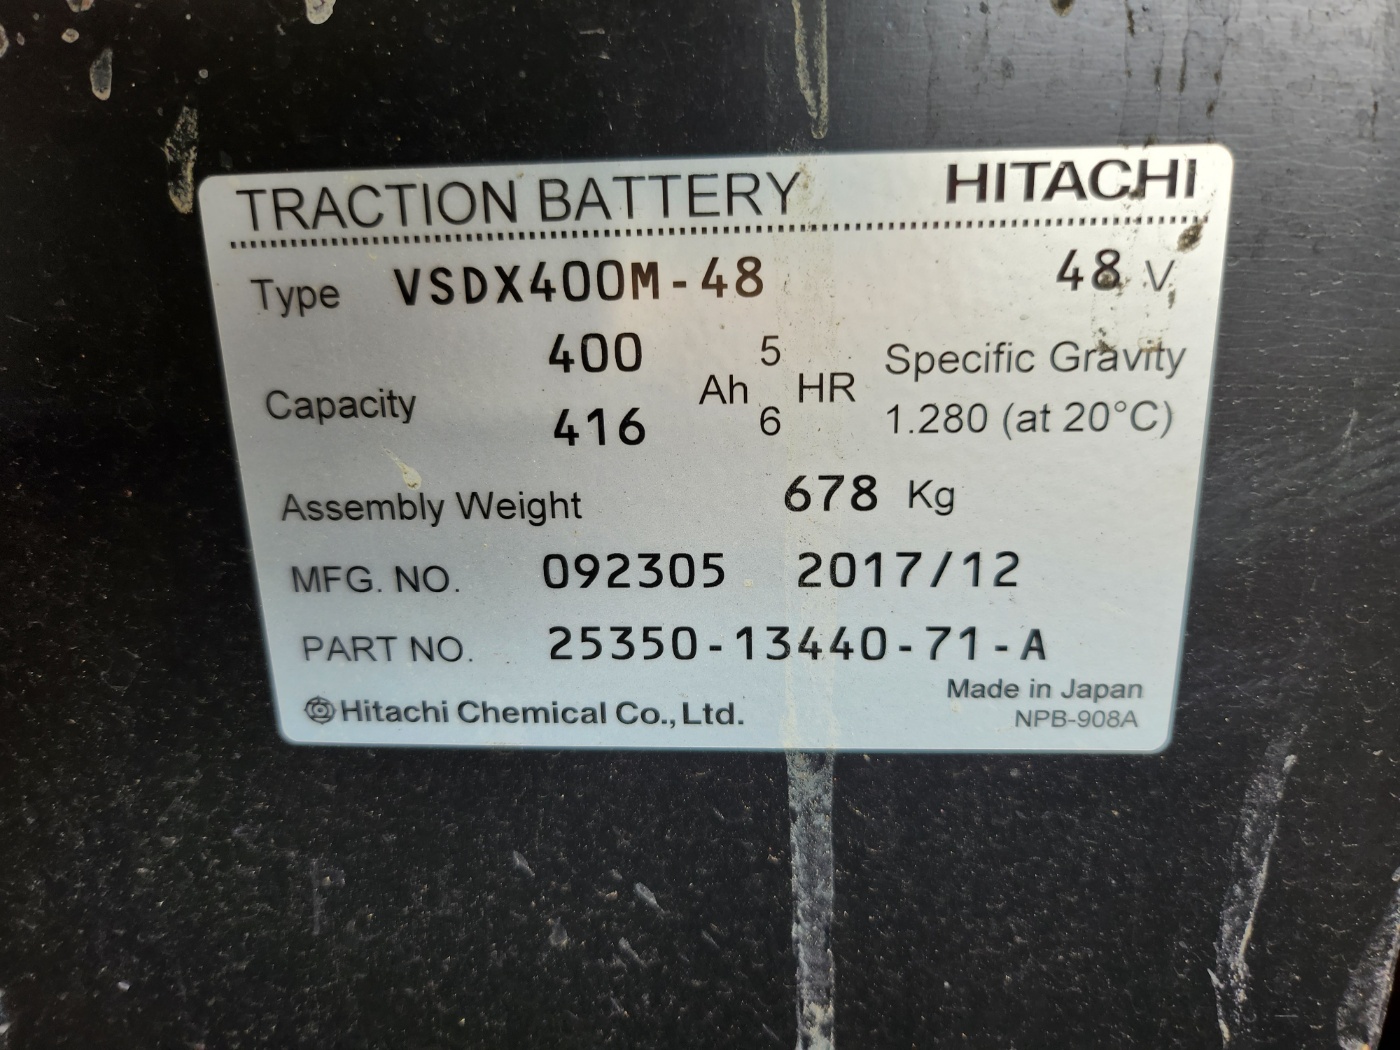 TRACTION BATTERY HITACHI
Type VSDX400M-48 48 V
400 5
Capacity Ah HR Specific Gravity
416 6 1.280 (at 20°C)
Assembly Weight 678 Kg
MFG. NO. 092305 2017/12
PART NO. 25350-13440-71-A
Hitachi Chemical Co., Ltd. Made in Japan
NPB-908A